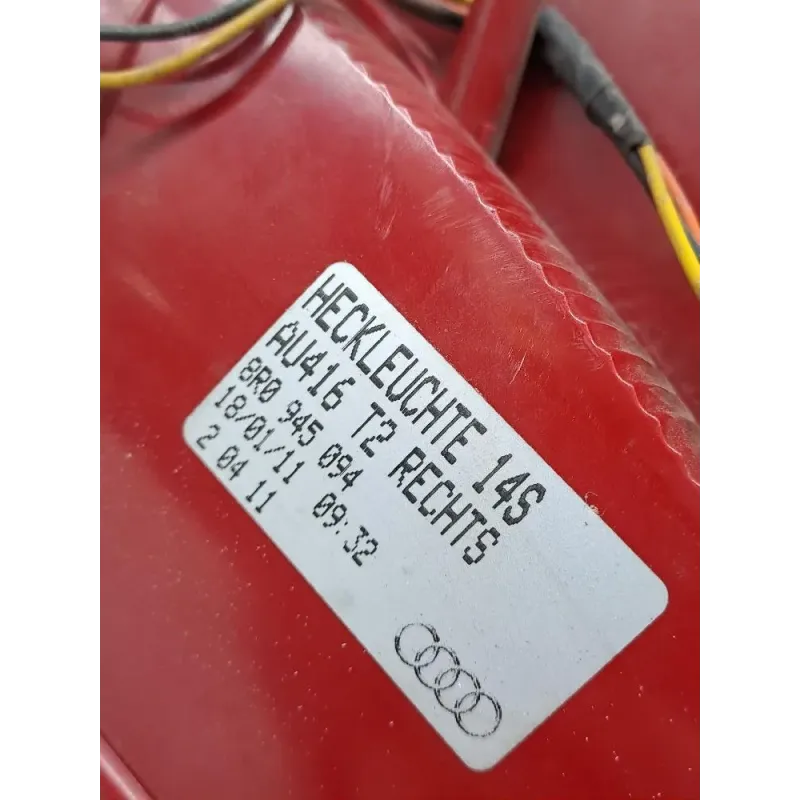 HECKLEUCHTE 14S
AU416 T2 RECHTS
8R0 945 094
18/01/11 09:32
2 04 11